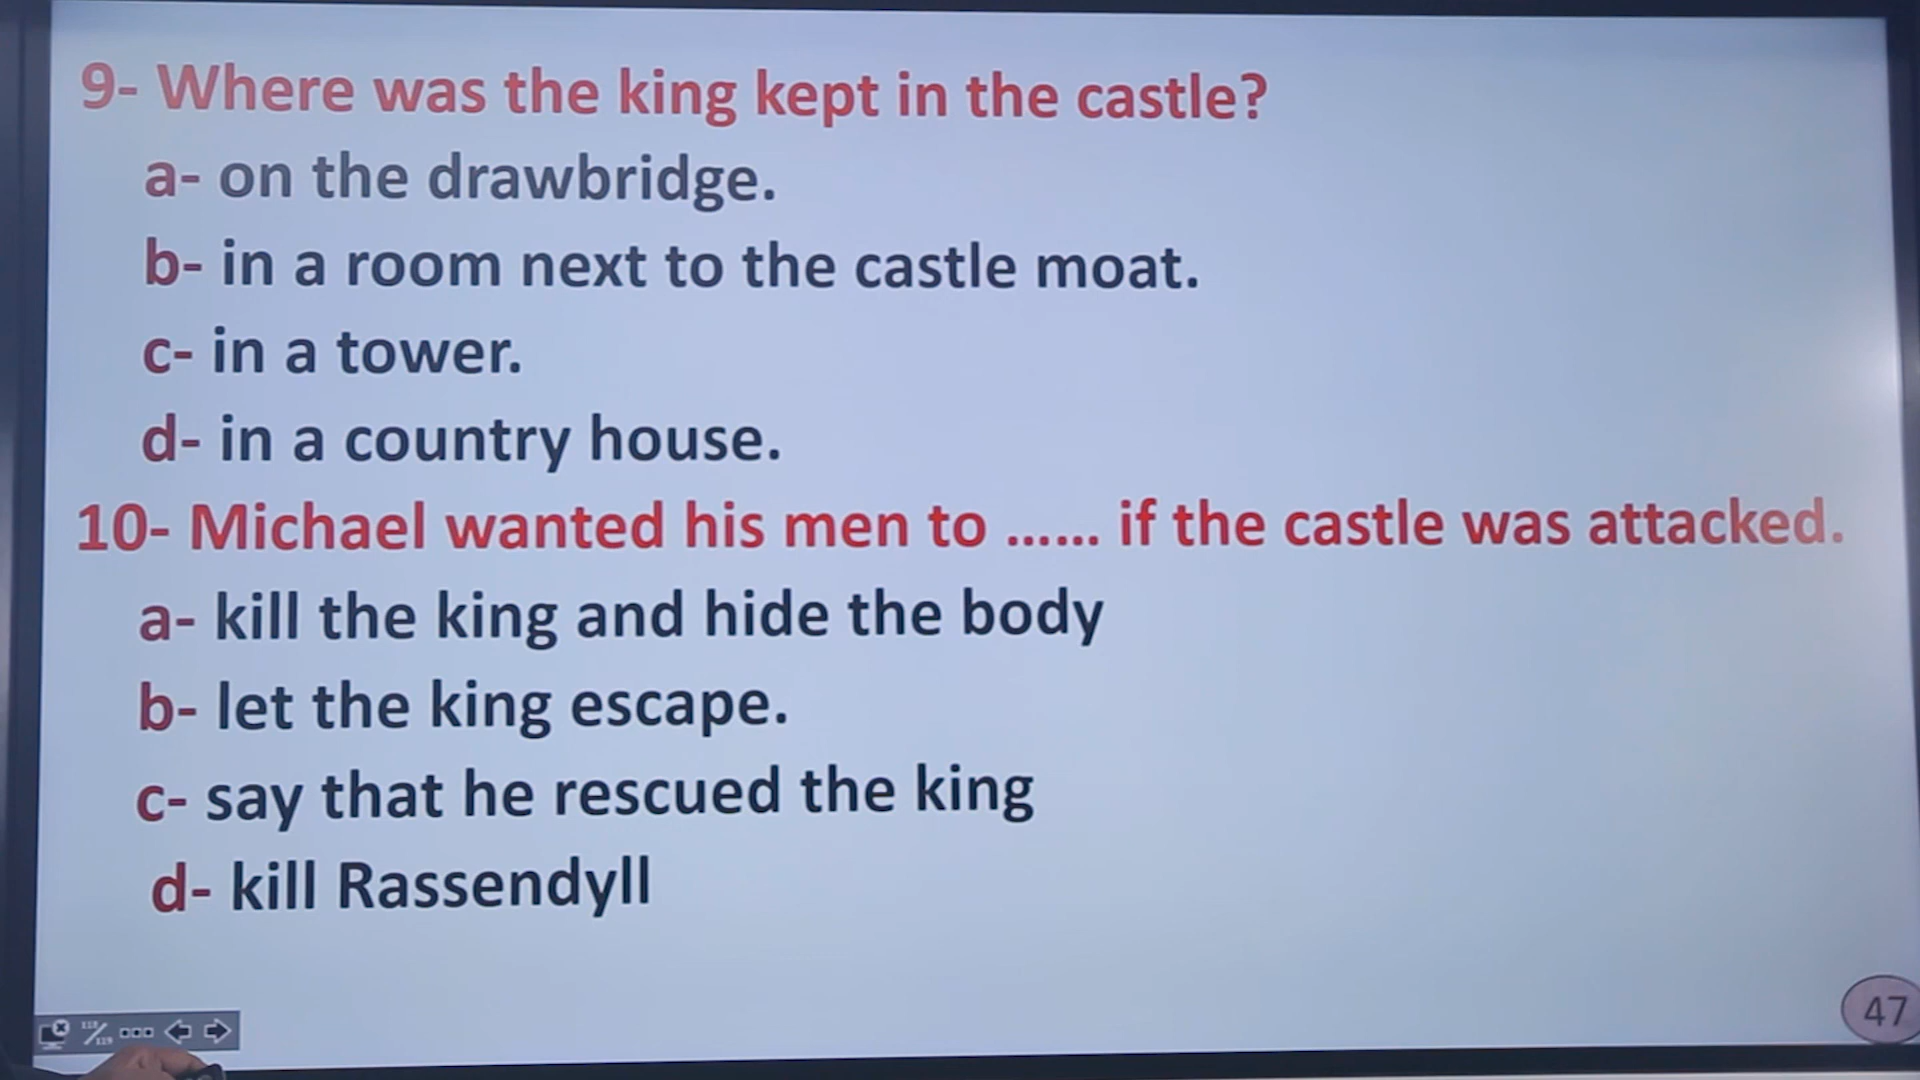 9- Where was the king kept in the castle?
a- on the drawbridge.
b- in a room next to the castle moat.
c- in a tower.
d- in a country house.
10- Michael wanted his men to ...... if the castle was attacked.
a- kill the king and hide the body
b- let the king escape.
c- say that he rescued the king
d- kill Rassendyll
118/119
47